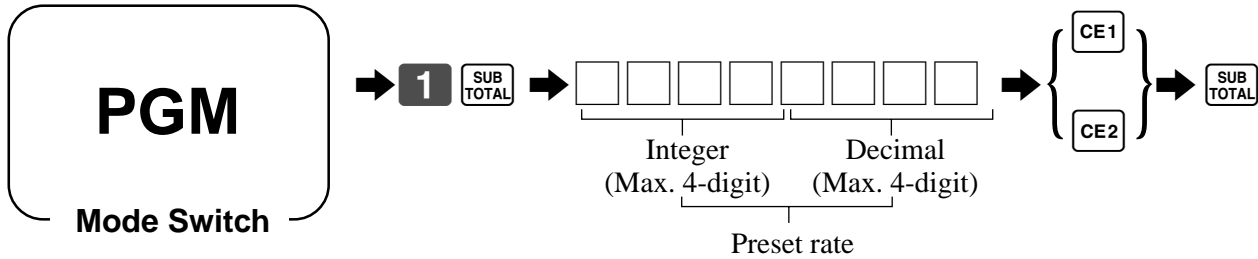 PGM
Mode Switch
1
SUB
TOTAL
Integer
(Max. 4-digit)
Decimal
(Max. 4-digit)
Preset rate
CE1
CE2
SUB
TOTAL